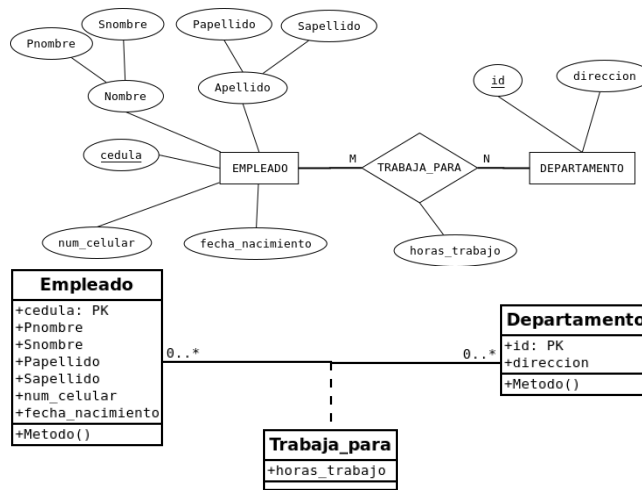 Snombre
Papellido
Sapellido
Pnombre
Nombre
Apellido
id
direccion
cedula
EMPLEADO
M
TRABAJA_PARA
N
DEPARTAMENTO
num_celular
fecha_nacimiento
horas_trabajo
Empleado
+cedula: PK
+Pnombre
+Snombre
+Papellido
+Sapellido
+num_celular
+fecha_nacimiento
+Metodo()
0..*
0..*
Departamento
+id: PK
+direccion
+Metodo()
Trabaja_para
+horas_trabajo